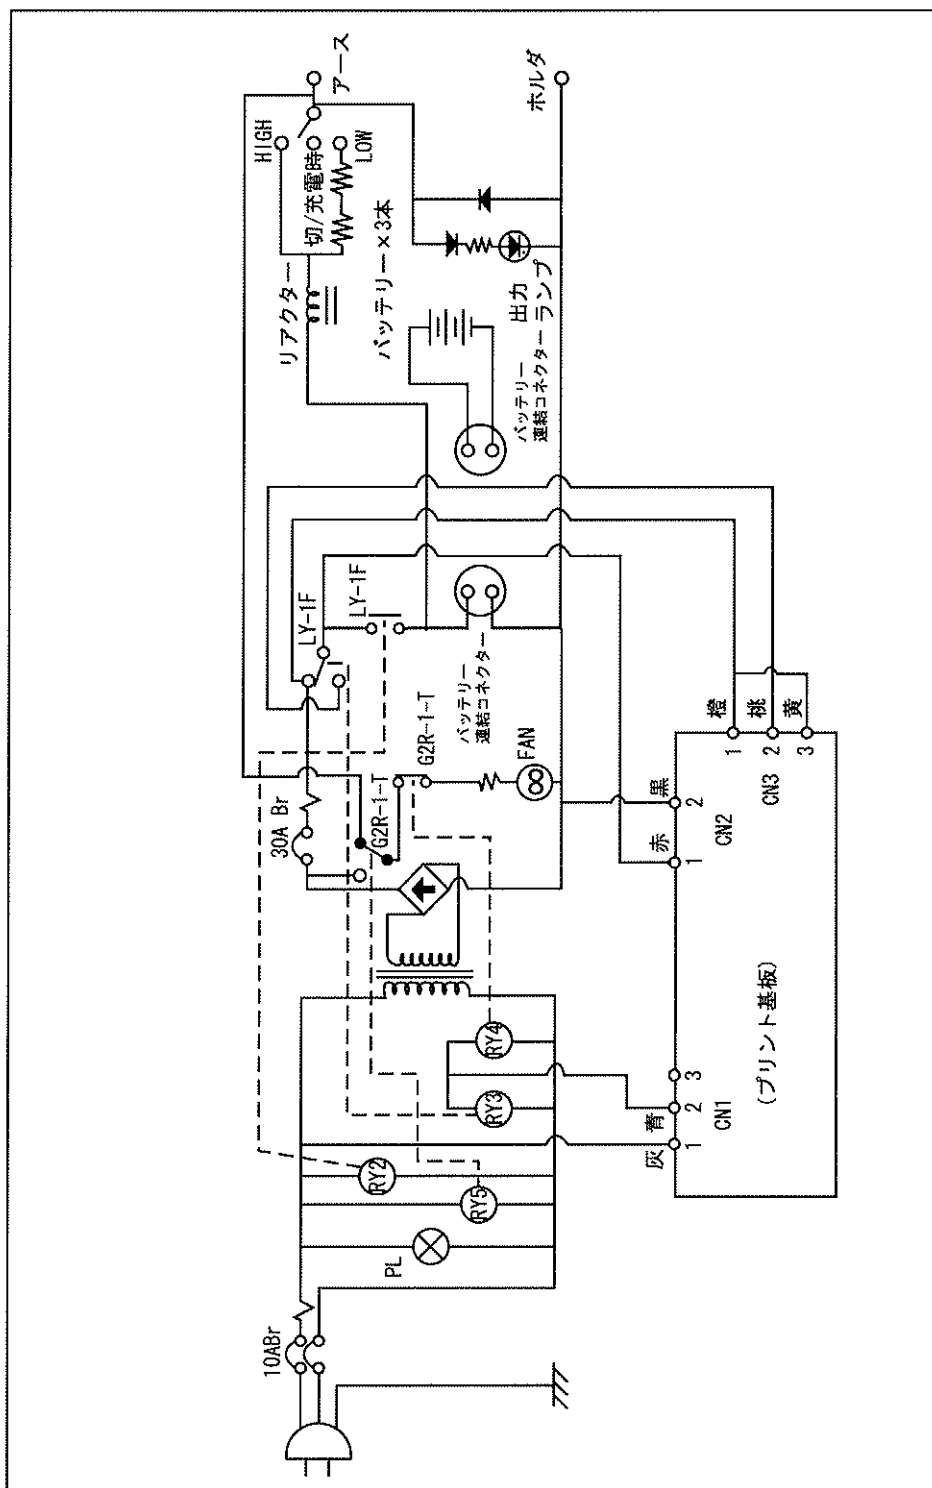 アース
ホルダ
HIGH
切/充電時
LOW
リアクター
バッテリー×3本
出力
ランプ
バッテリー
連結コネクター
LY-1F
LY-1F
バッテリー
連結コネクター
30A Br
G2R-1-T
G2R-1-T
FAN
橙
桃
黄
1
2
3
CN3
黒
赤
2
1
CN2
(プリント基板)
RY4
RY3
RY2
RY5
PL
灰
青
1
2
3
CN1
10ABr